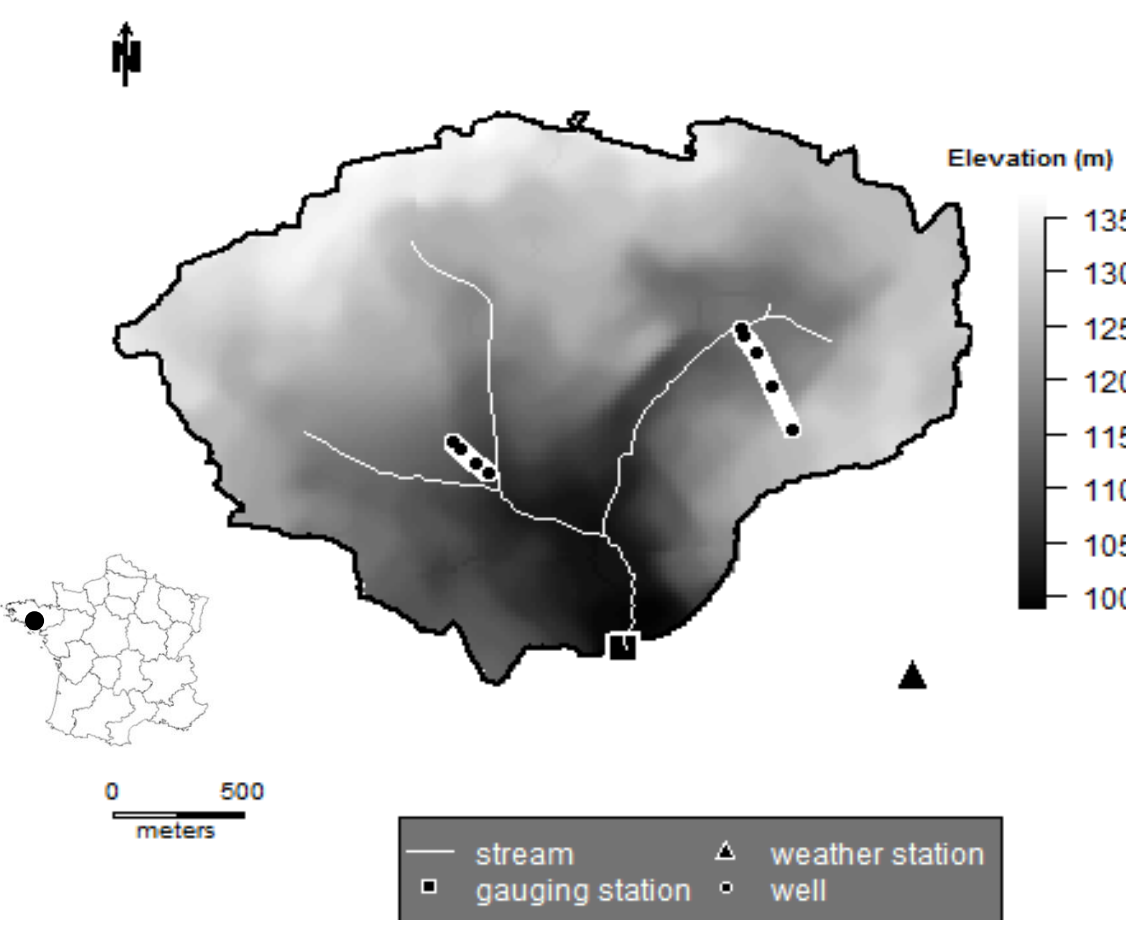 N
Elevation (m)
135
130
125
120
115
110
105
100
0 500
meters
stream
weather station
gauging station
well